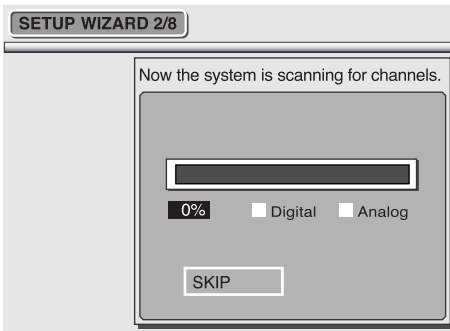 SETUP WIZARD 2/8
Now the system is scanning for channels.
0% Digital Analog
SKIP